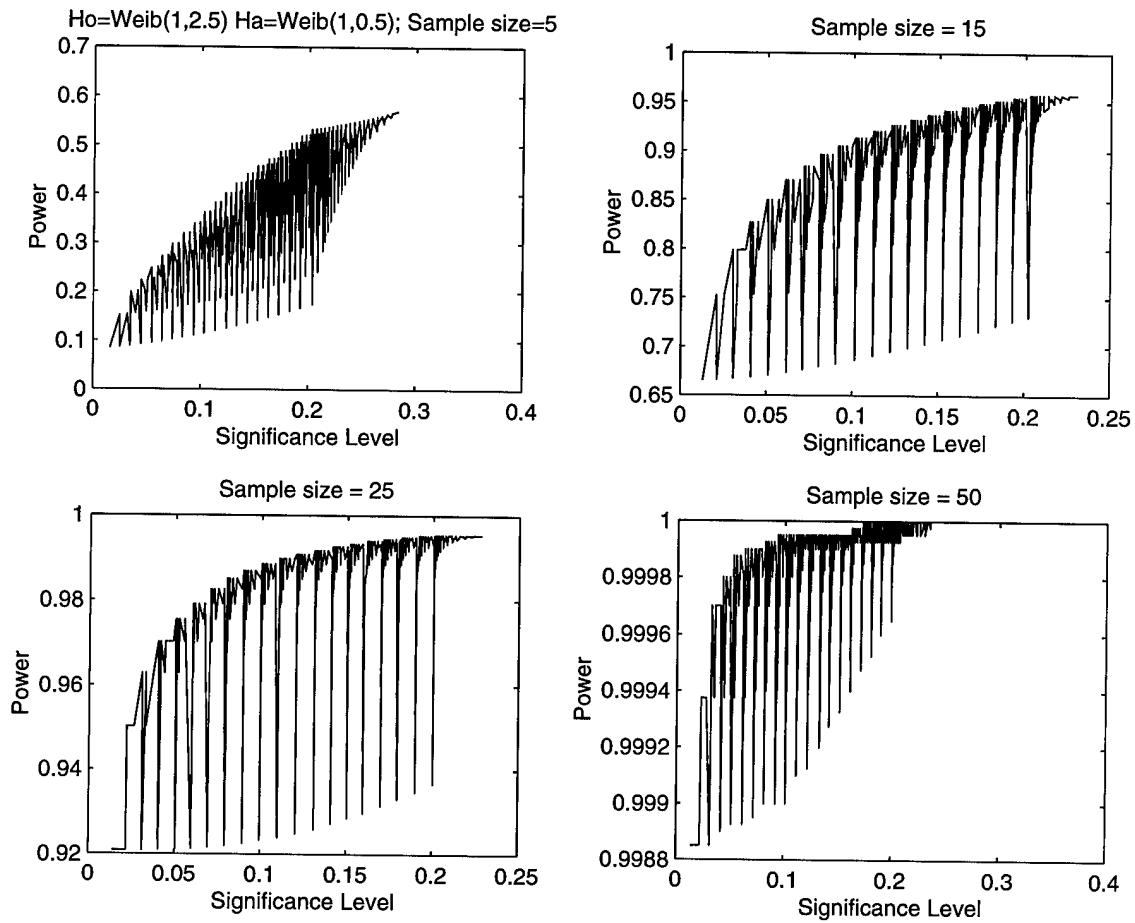 Ho=Weib(1,2.5) Ha=Weib(1,0.5); Sample size=5
0.7
0.6
0.5
0.4
0.3
0.2
0.1
0
Power
0 0.1 0.2 0.3 0.4
Significance Level
Sample size = 15
1
0.95
0.9
0.85
0.8
0.75
0.7
0.65
Power
0 0.05 0.1 0.15 0.2 0.25
Significance Level
Sample size = 25
1
0.98
0.96
0.94
0.92
Power
0 0.05 0.1 0.15 0.2 0.25
Significance Level
Sample size = 50
1
0.9998
0.9996
0.9994
0.9992
0.999
0.9988
Power
0 0.1 0.2 0.3 0.4
Significance Level